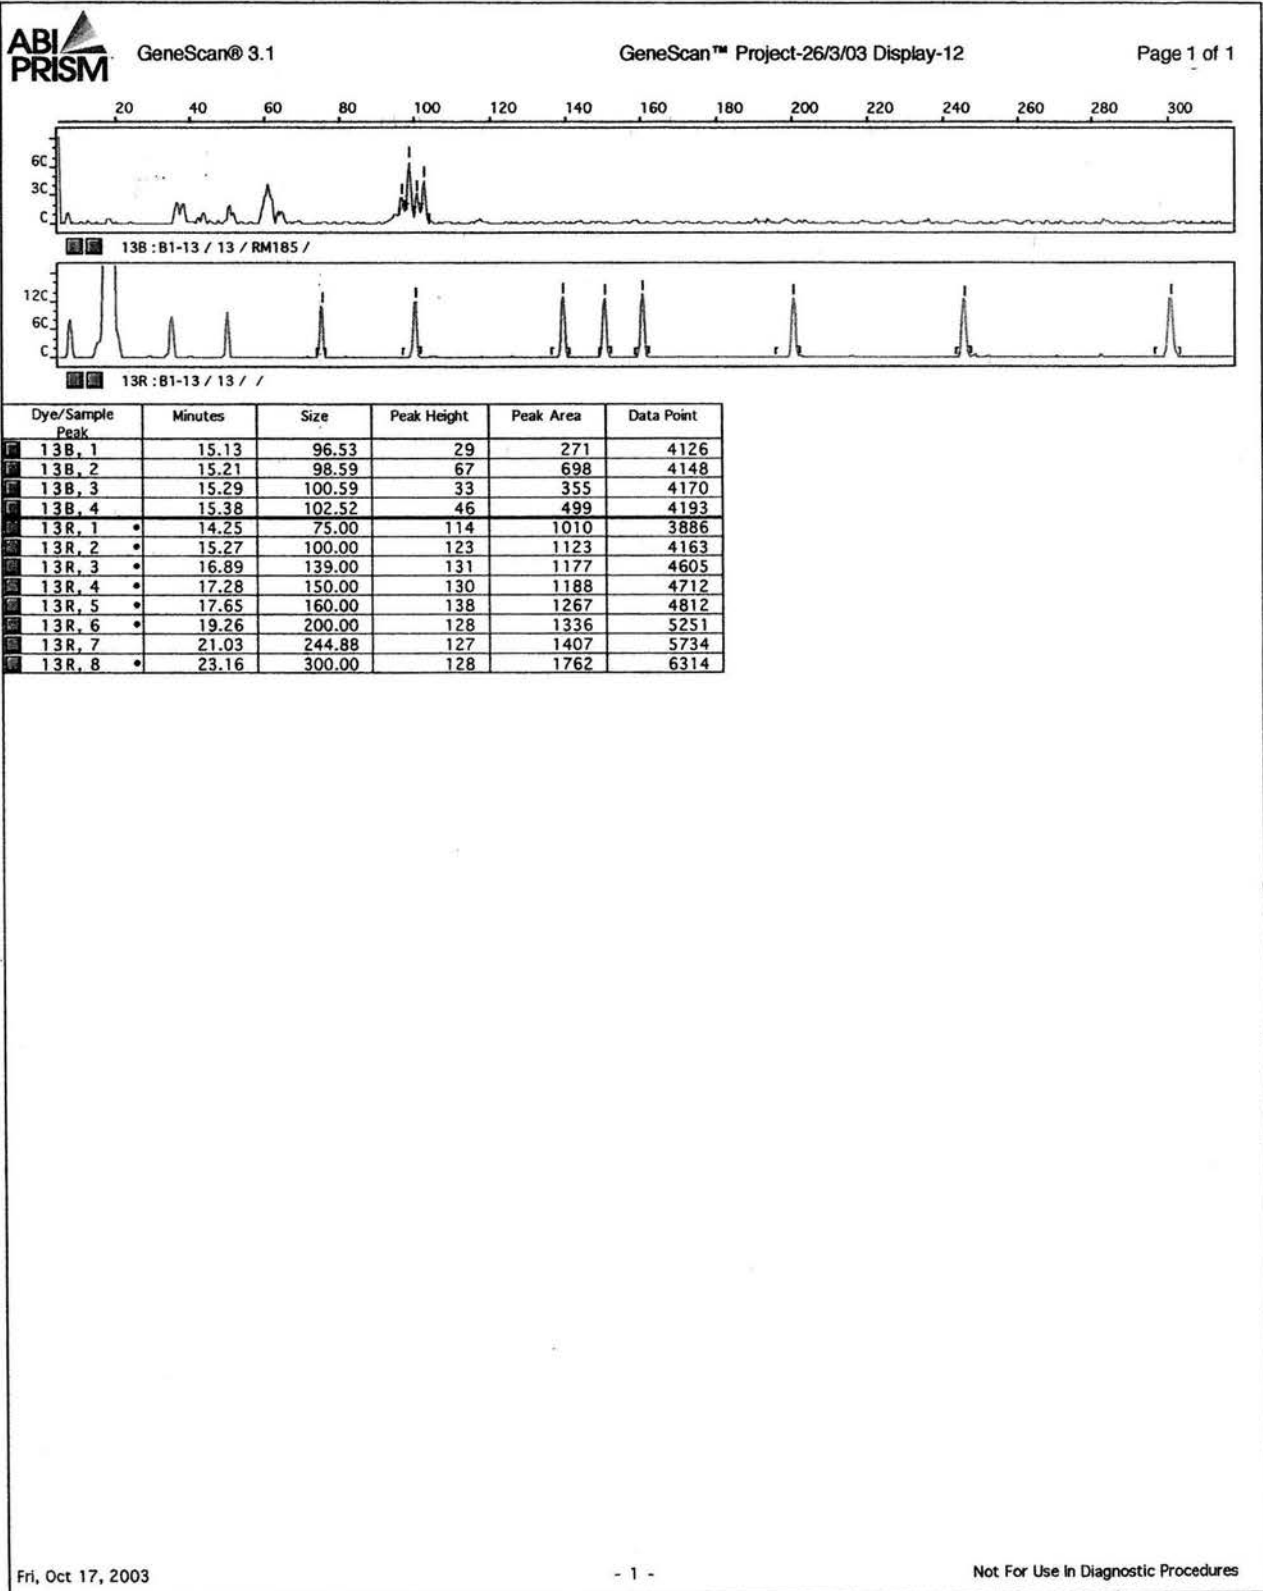 ABI PRISM GeneScan® 3.1 GeneScan™ Project-26/3/03 Display-12 Page 1 of 1
20 40 60 80 100 120 140 160 180 200 220 240 260 280 300
6C
3C
C
13B : B1-13 / 13 / RM185 /
12C
6C
C
13R : B1-13 / 13 / /
Dye/Sample Peak Minutes Size Peak Height Peak Area Data Point
13B, 1 15.13 96.53 29 271 4126
13B, 2 15.21 98.59 67 698 4148
13B, 3 15.29 100.59 33 355 4170
13B, 4 15.38 102.52 46 499 4193
13R, 1 • 14.25 75.00 114 1010 3886
13R, 2 • 15.27 100.00 123 1123 4163
13R, 3 • 16.89 139.00 131 1177 4605
13R, 4 • 17.28 150.00 130 1188 4712
13R, 5 • 17.65 160.00 138 1267 4812
13R, 6 • 19.26 200.00 128 1336 5251
13R, 7 21.03 244.88 127 1407 5734
13R, 8 • 23.16 300.00 128 1762 6314
Fri, Oct 17, 2003 - 1 - Not For Use In Diagnostic Procedures